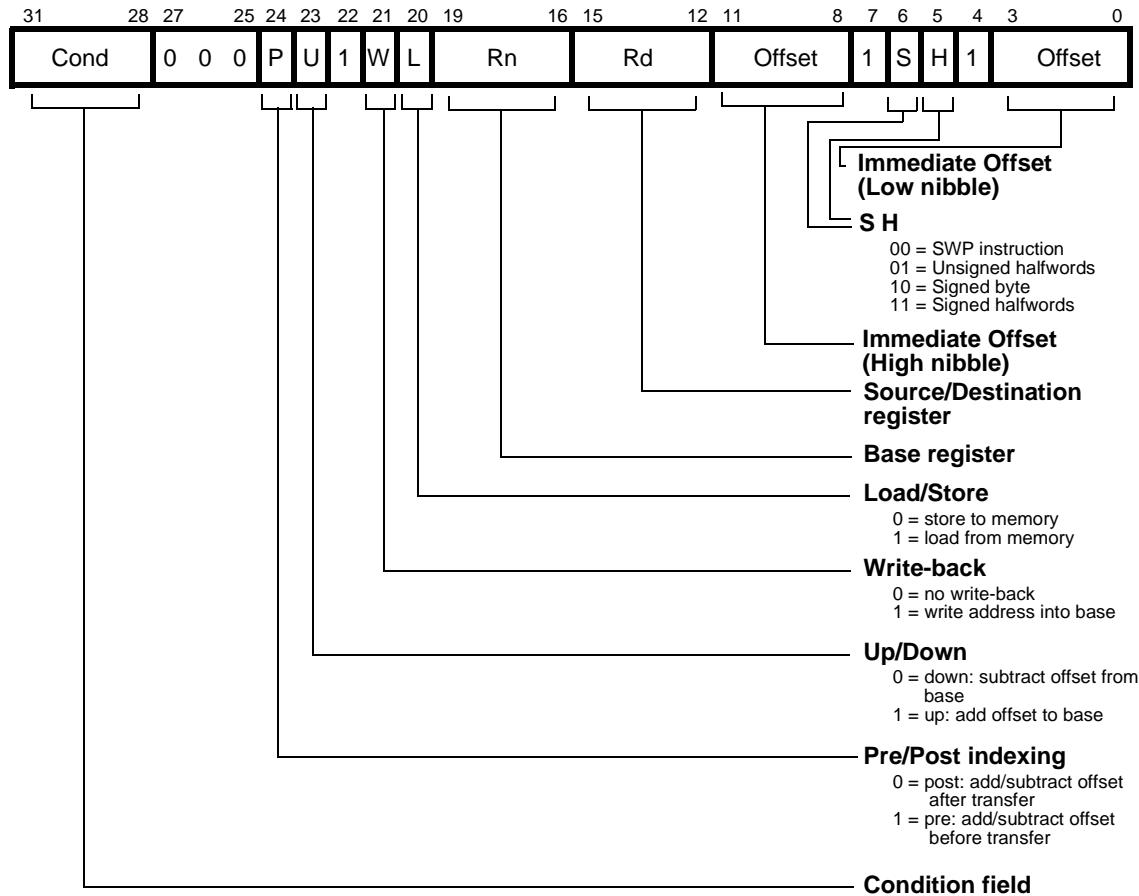 31 28 27 25 24 23 22 21 20 19 16 15 12 11 8 7 6 5 4 3 0
Cond 0 0 0 P U 1 W L Rn Rd Offset 1 S H 1 Offset
Immediate Offset
(Low nibble)
S H
00 = SWP instruction
01 = Unsigned halfwords
10 = Signed byte
11 = Signed halfwords
Immediate Offset
(High nibble)
Source/Destination
register
Base register
Load/Store
0 = store to memory
1 = load from memory
Write-back
0 = no write-back
1 = write address into base
Up/Down
0 = down: subtract offset from
base
1 = up: add offset to base
Pre/Post indexing
0 = post: add/subtract offset
after transfer
1 = pre: add/subtract offset
before transfer
Condition field